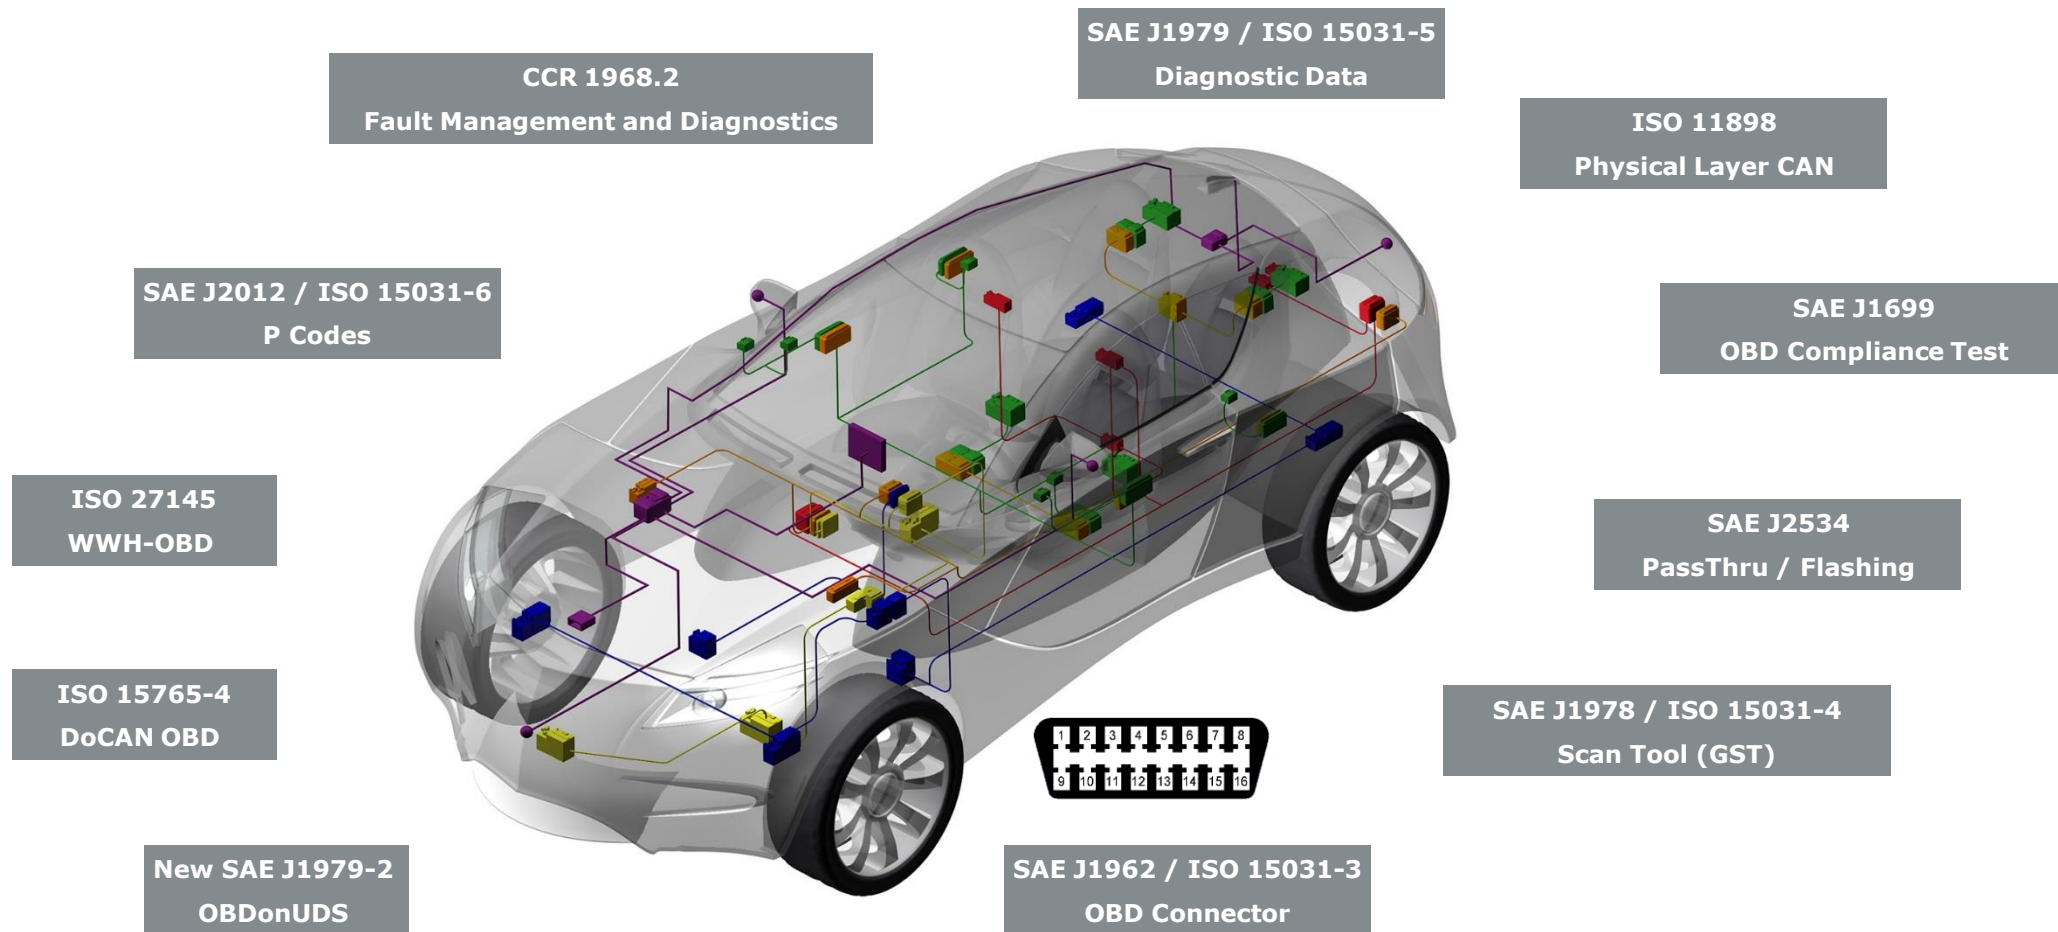 SAE J1979 / ISO 15031-5
Diagnostic Data
CCR 1968.2
Fault Management and Diagnostics
ISO 11898
Physical Layer CAN
SAE J2012 / ISO 15031-6
P Codes
SAE J1699
OBD Compliance Test
ISO 27145
WWH-OBD
SAE J2534
PassThru / Flashing
ISO 15765-4
DoCAN OBD
SAE J1978 / ISO 15031-4
Scan Tool (GST)
1 2 3 4 5 6 7 8
9 10 11 12 13 14 15 16
New SAE J1979-2
OBDonUDS
SAE J1962 / ISO 15031-3
OBD Connector